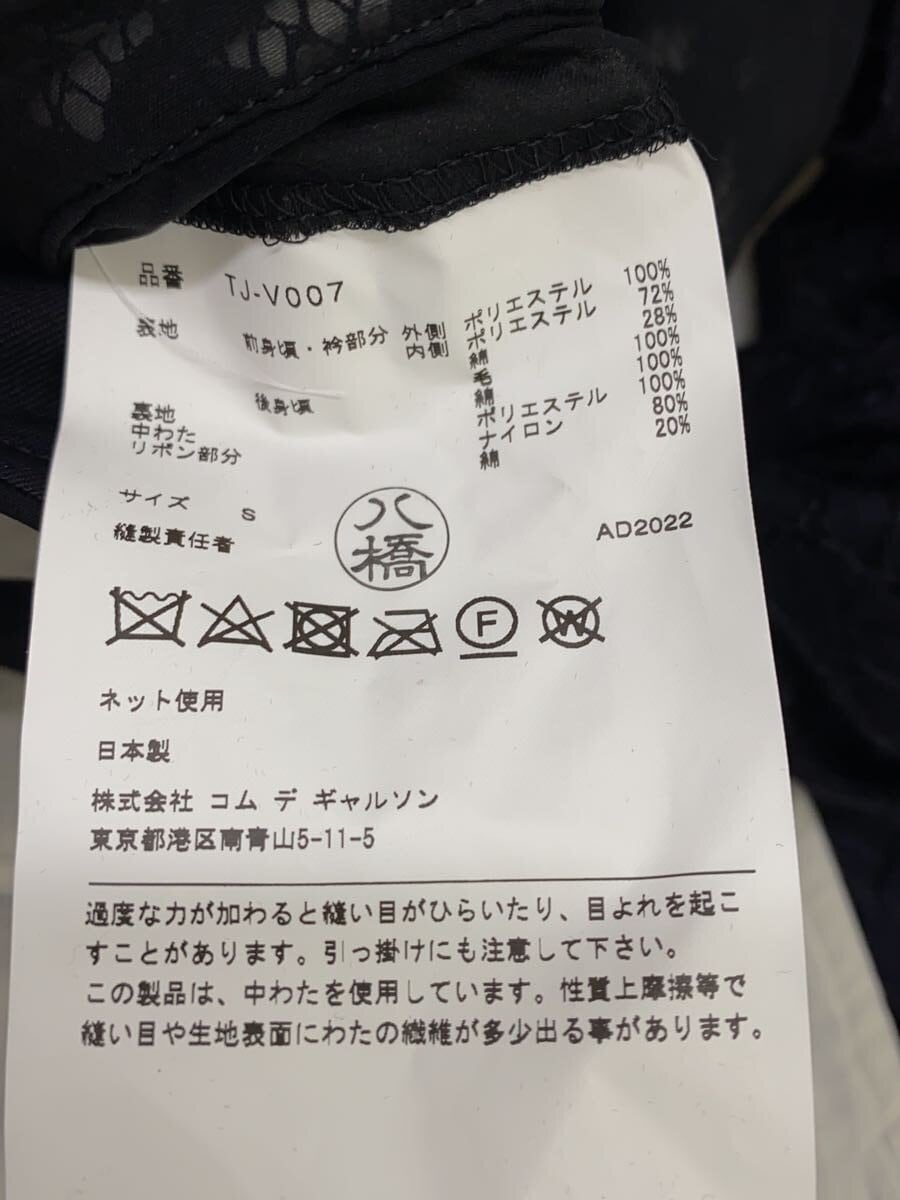 品番 TJ-V007
表地 前身頃・衿部分 外側 ポリエステル 100%
内側 ポリエステル 72%
綿 28%
後身頃 毛 100%
裏地 綿 100%
中わた ポリエステル 100%
リボン部分 ナイロン 80%
綿 20%
サイズ S
縫製責任者 八橋 AD2022
F W
ネット使用
日本製
株式会社 コム デ ギャルソン
東京都港区南青山5-11-5
過度な力が加わると縫い目がひらいたり、目よれを起こ
すことがあります。引っ掛けにも注意して下さい。
この製品は、中わたを使用しています。性質上摩擦等で
縫い目や生地表面にわたの繊維が多少出る事があります。